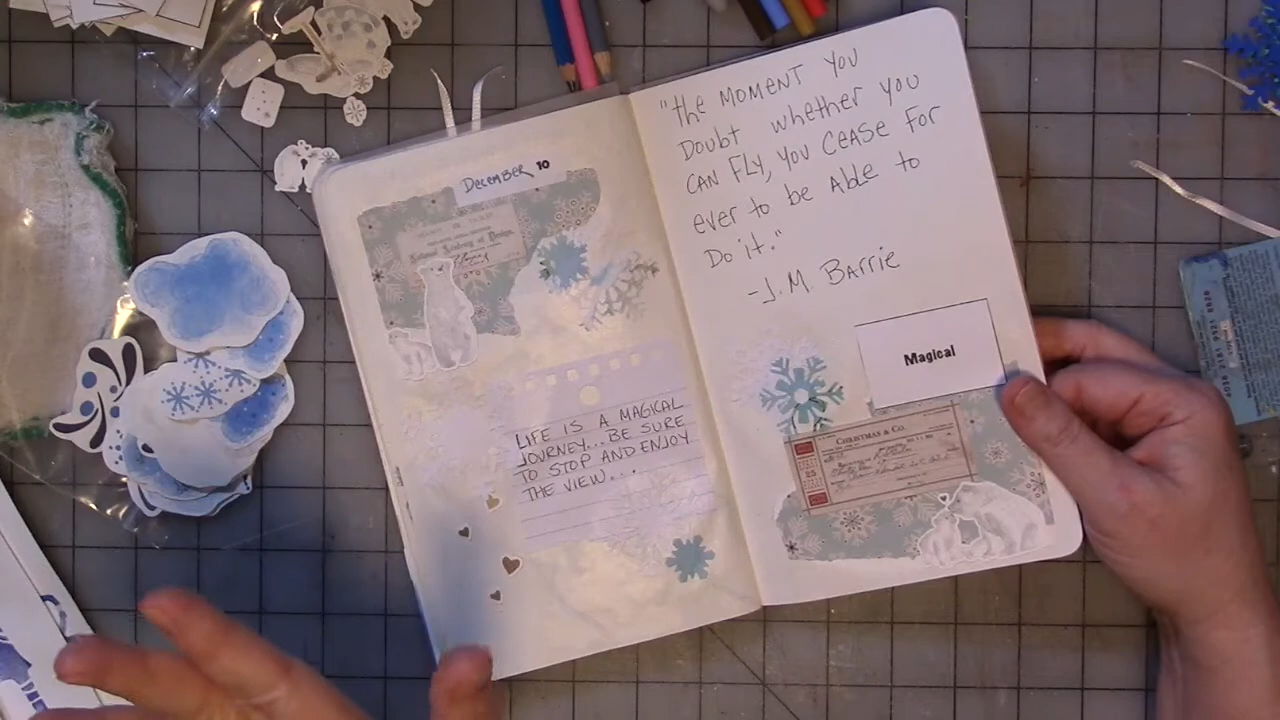 December 10
LIFE IS A MAGICAL
JOURNEY...BE SURE
TO STOP AND ENJOY
THE VIEW...
"the MOMENT YOU
Doubt whether you
CAN FLY, you CEASE FOR
ever to be Able to
Do it."
-J.M. Barrie
Magical
CHRISTMAS & CO.
25